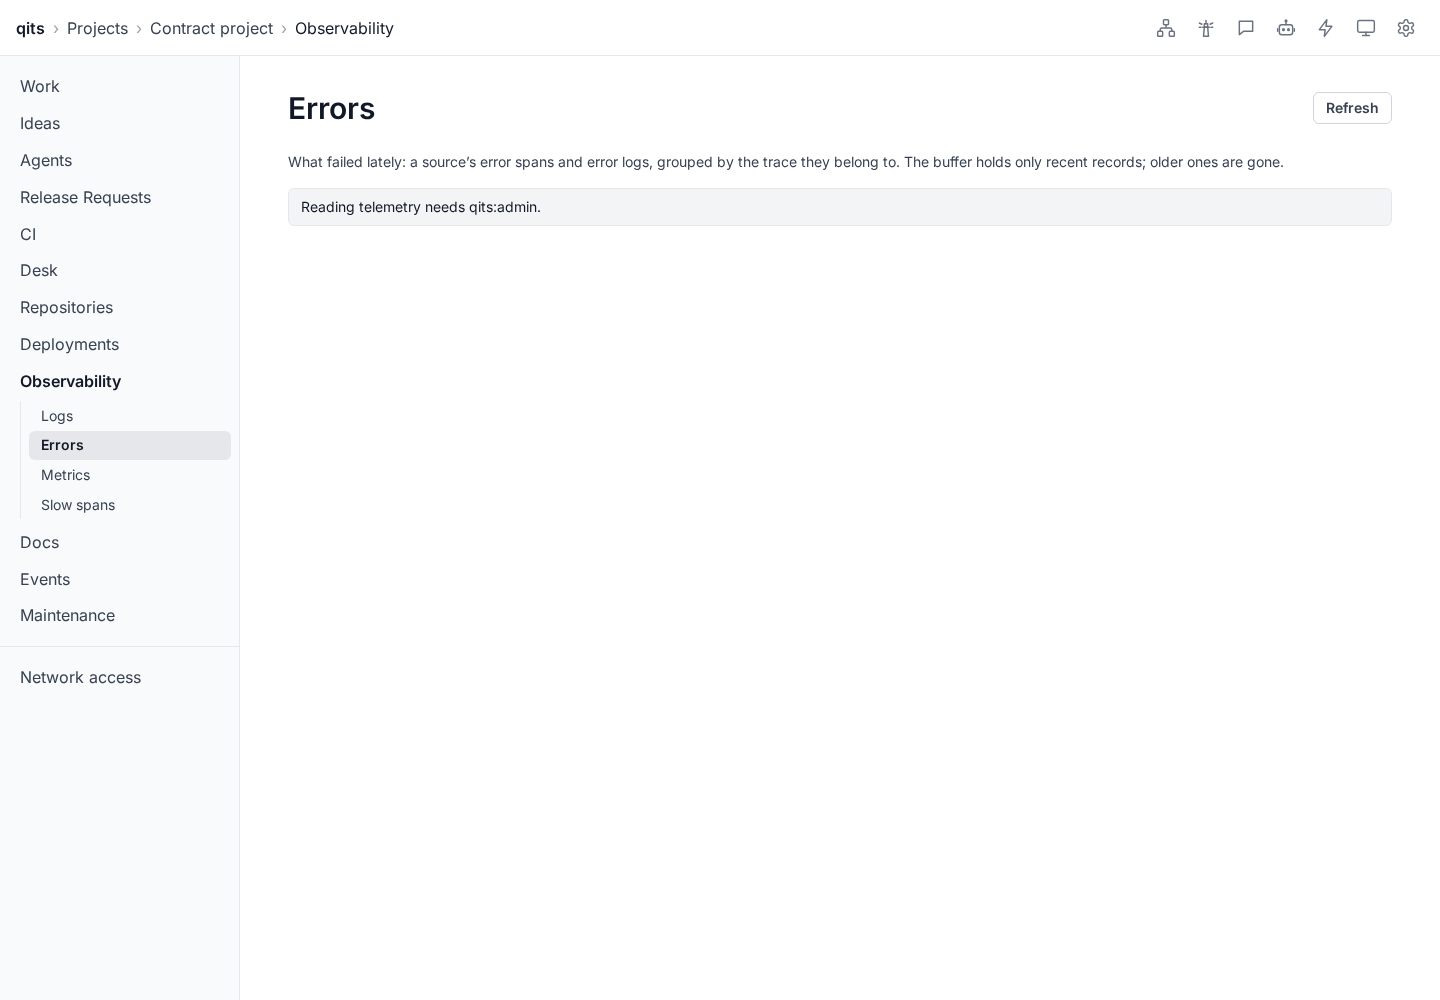 qits › Projects › Contract project › Observability
Work
Ideas
Agents
Release Requests
CI
Desk
Repositories
Deployments
Observability
Logs
Errors
Metrics
Slow spans
Docs
Events
Maintenance
Network access
Errors
Refresh
What failed lately: a source’s error spans and error logs, grouped by the trace they belong to. The buffer holds only recent records; older ones are gone.
Reading telemetry needs qits:admin.